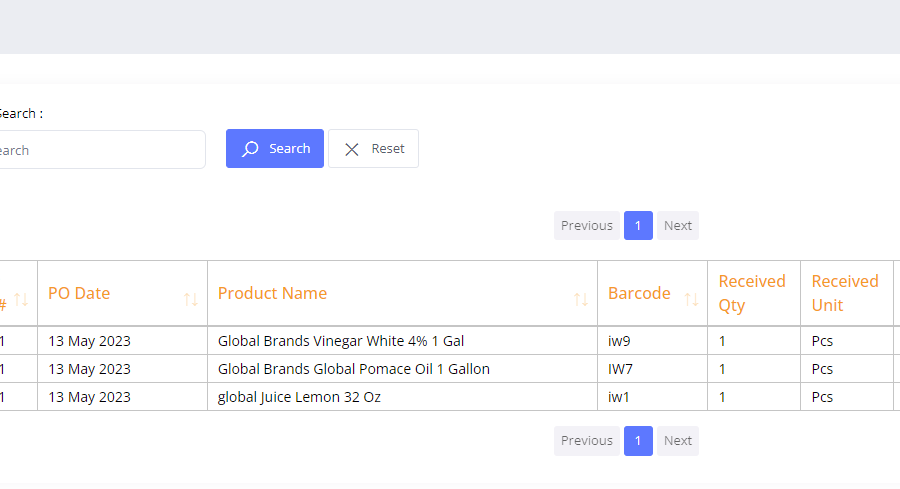 Search :
earch
Search
Reset
Previous 1 Next
# PO Date Product Name Barcode Received Qty Received Unit
1 13 May 2023 Global Brands Vinegar White 4% 1 Gal iw9 1 Pcs
1 13 May 2023 Global Brands Global Pomace Oil 1 Gallon IW7 1 Pcs
1 13 May 2023 global Juice Lemon 32 Oz iw1 1 Pcs
Previous 1 Next